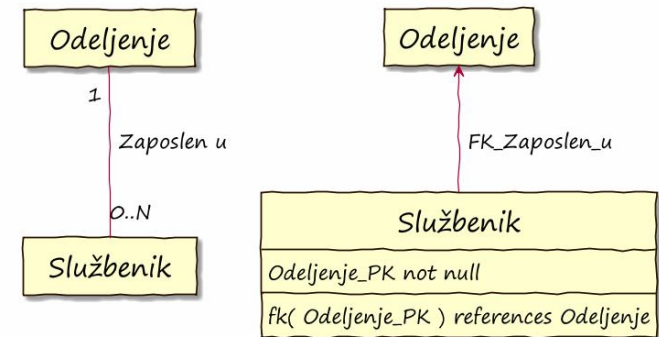 Odeljenje
1
Zaposlen u
0..N
Službenik
Odeljenje
FK_Zaposlen_u
Službenik
Odeljenje_PK not null
fk( Odeljenje_PK ) references Odeljenje